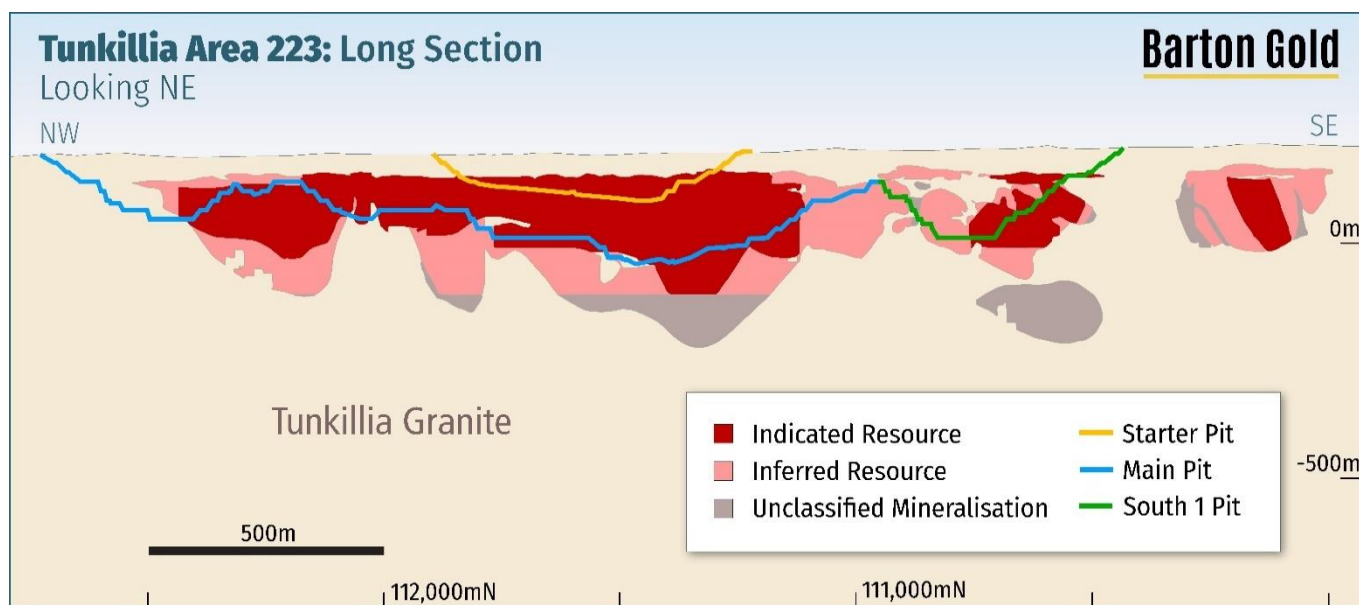 Tunkillia Area 223: Long Section
Looking NE
Barton Gold
NW
SE
0m
Tunkillia Granite
-500m
Indicated Resource
Inferred Resource
Unclassified Mineralisation
Starter Pit
Main Pit
South 1 Pit
500m
112,000mN
111,000mN